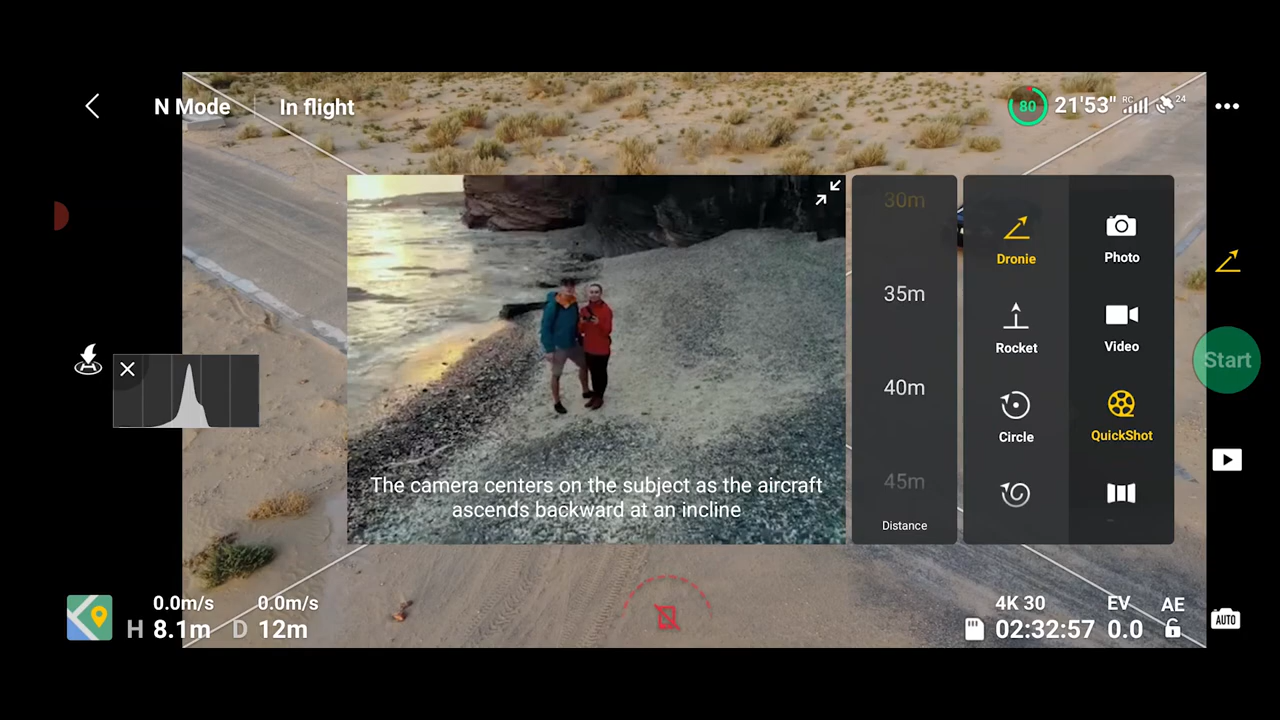 N Mode
In flight
80
21'53"
RC
24
30m
35m
40m
45m
Distance
Dronie
Rocket
Circle
Photo
Video
QuickShot
Start
The camera centers on the subject as the aircraft
ascends backward at an incline
0.0m/s 0.0m/s
H 8.1m D 12m
4K 30 EV AE
02:32:57 0.0
AUTO